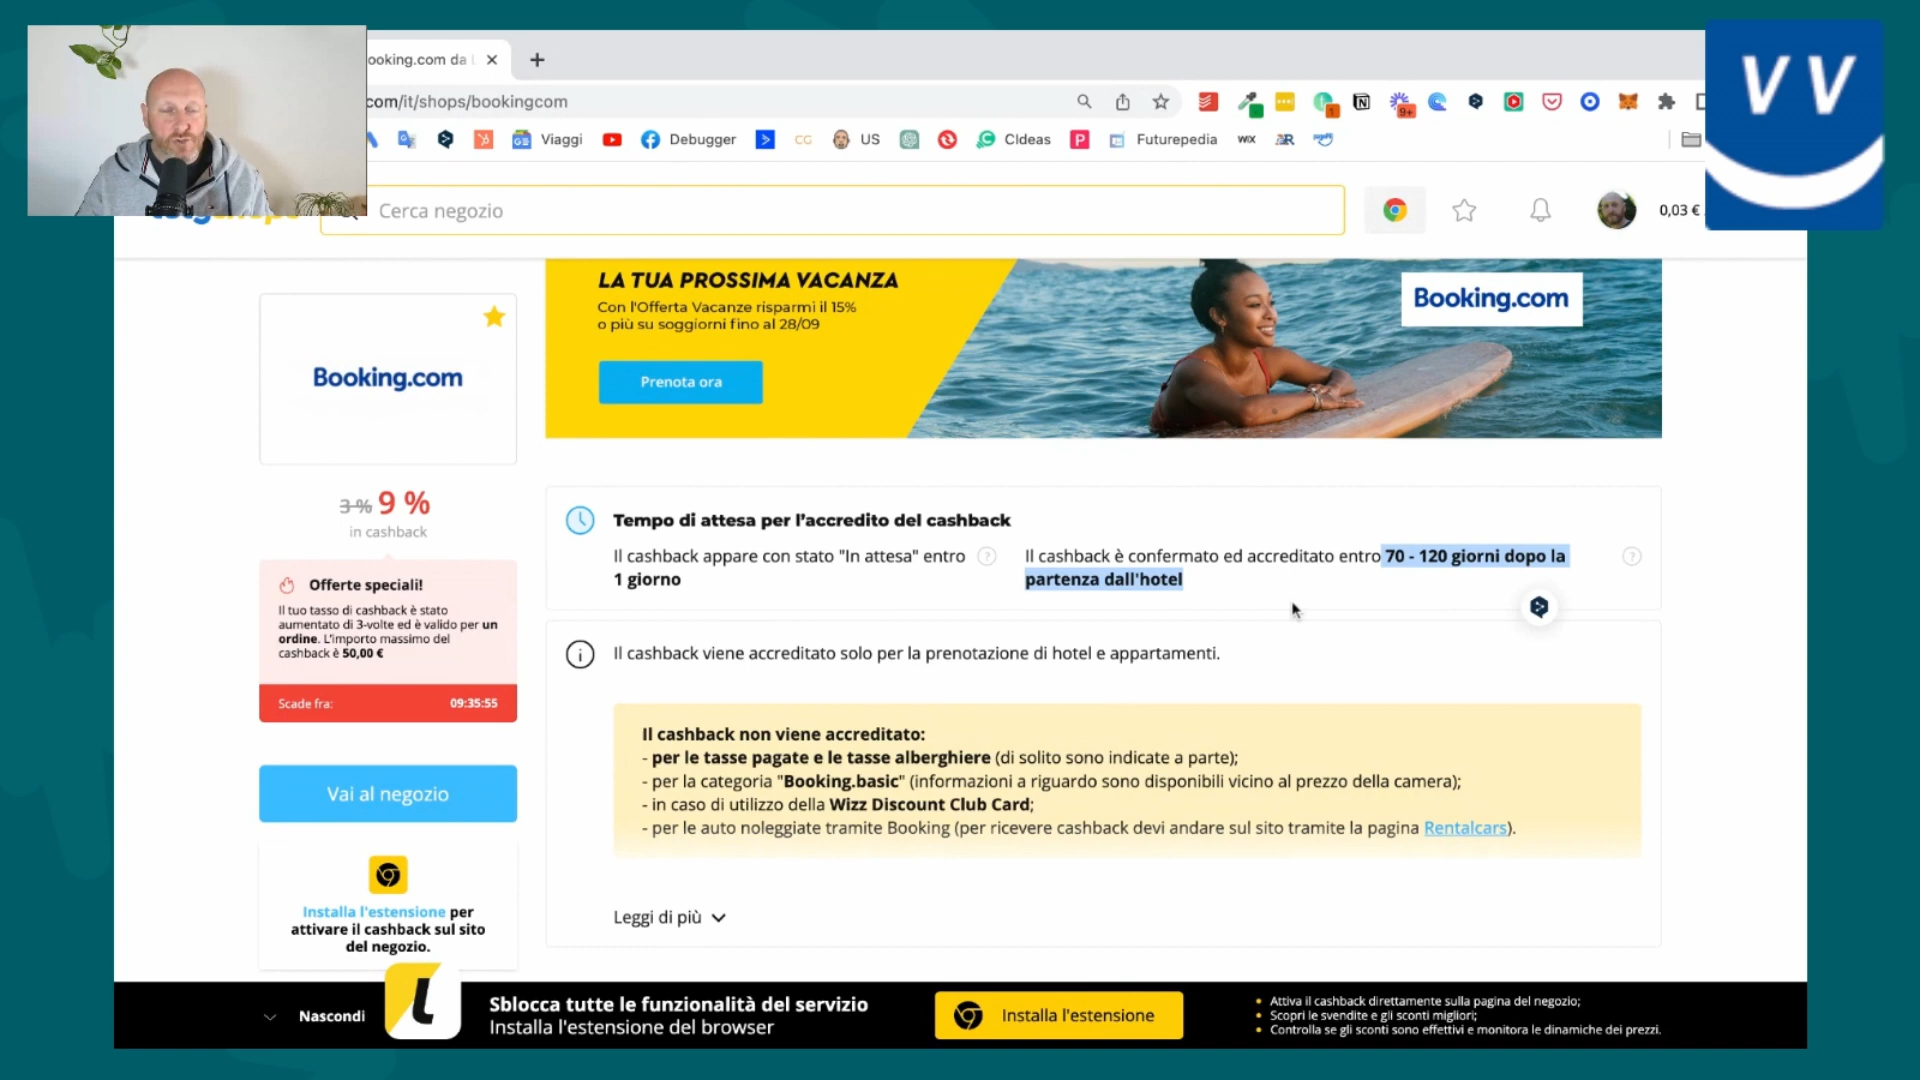 ooking.com da
com/it/shops/bookingcom
9+
1
Viaggi
Debugger
CG
US
CIdeas
Futurepedia
WIX
VV
Cerca negozio
0,03 €
LA TUA PROSSIMA VACANZA
Con l'Offerta Vacanze risparmi il 15%
o più su soggiorni fino al 28/09
Prenota ora
Booking.com
Booking.com
3 % 9 %
in cashback
Offerte speciali!
Il tuo tasso di cashback è stato
aumentato di 3-volte ed è valido per un
ordine. L'importo massimo del
cashback è 50,00 €
Scade fra: 09:35:55
Vai al negozio
Installa l'estensione per
attivare il cashback sul sito
del negozio.
Tempo di attesa per l'accredito del cashback
Il cashback appare con stato "In attesa" entro
1 giorno
Il cashback è confermato ed accreditato entro 70 - 120 giorni dopo la
partenza dall'hotel
Il cashback viene accreditato solo per la prenotazione di hotel e appartamenti.
Il cashback non viene accreditato:
- per le tasse pagate e le tasse alberghiere (di solito sono indicate a parte);
- per la categoria "Booking.basic" (informazioni a riguardo sono disponibili vicino al prezzo della camera);
- in caso di utilizzo della Wizz Discount Club Card;
- per le auto noleggiate tramite Booking (per ricevere cashback devi andare sul sito tramite la pagina Rentalcars).
Leggi di più
Nascondi
Sblocca tutte le funzionalità del servizio
Installa l'estensione del browser
Installa l'estensione
• Attiva il cashback direttamente sulla pagina del negozio;
• Scopri le svendite e gli sconti migliori;
• Controlla se gli sconti sono effettivi e monitora le dinamiche dei prezzi.